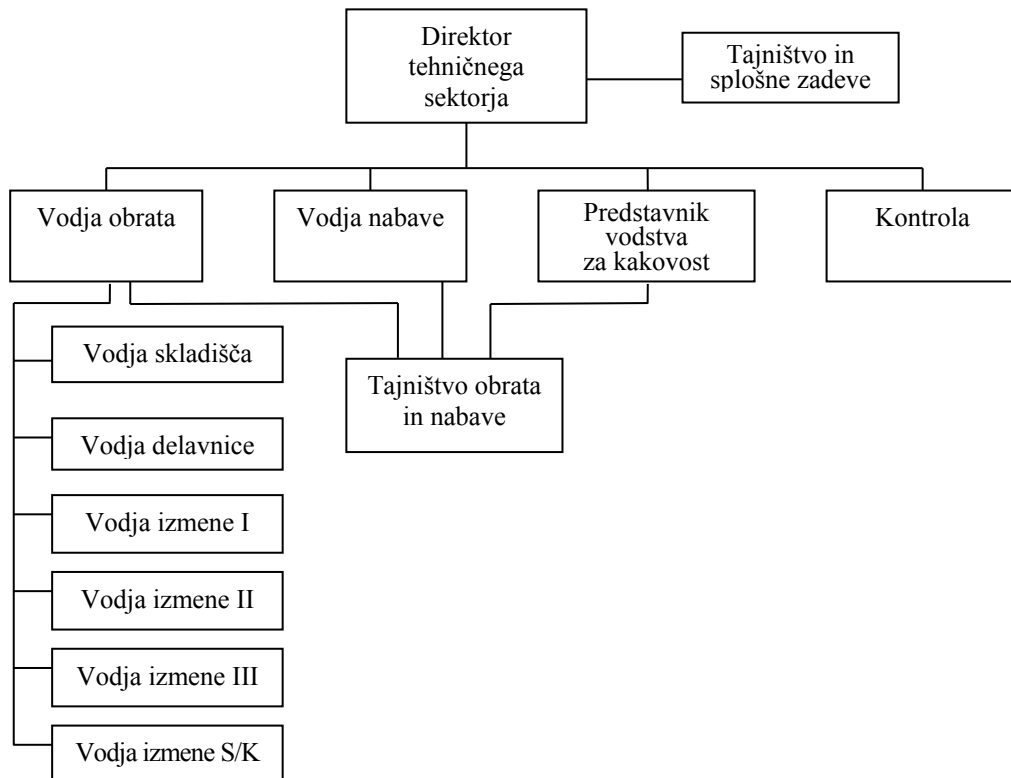 Direktor
tehničnega
sektorja
Tajništvo in
splošne zadeve
Vodja obrata
Vodja nabave
Predstavnik
vodstva
za kakovost
Kontrola
Vodja skladišča
Tajništvo obrata
in nabave
Vodja delavnice
Vodja izmene I
Vodja izmene II
Vodja izmene III
Vodja izmene S/K